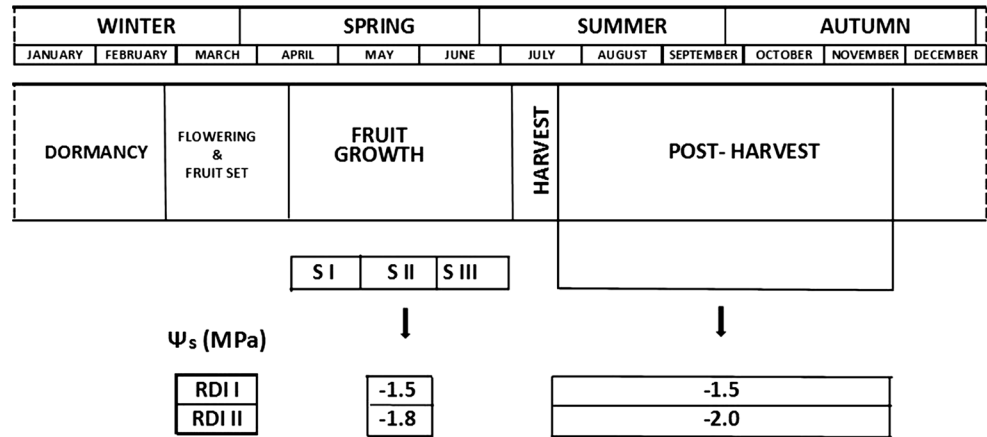 WINTER SPRING SUMMER AUTUMN
JANUARY FEBRUARY MARCH APRIL MAY JUNE JULY AUGUST SEPTEMBER OCTOBER NOVEMBER DECEMBER
DORMANCY
FLOWERING
&
FRUIT SET
FRUIT
GROWTH
HARVEST
POST- HARVEST
S I S II S III
Ψs (MPa)
RDI I -1.5 -1.5
RDI II -1.8 -2.0